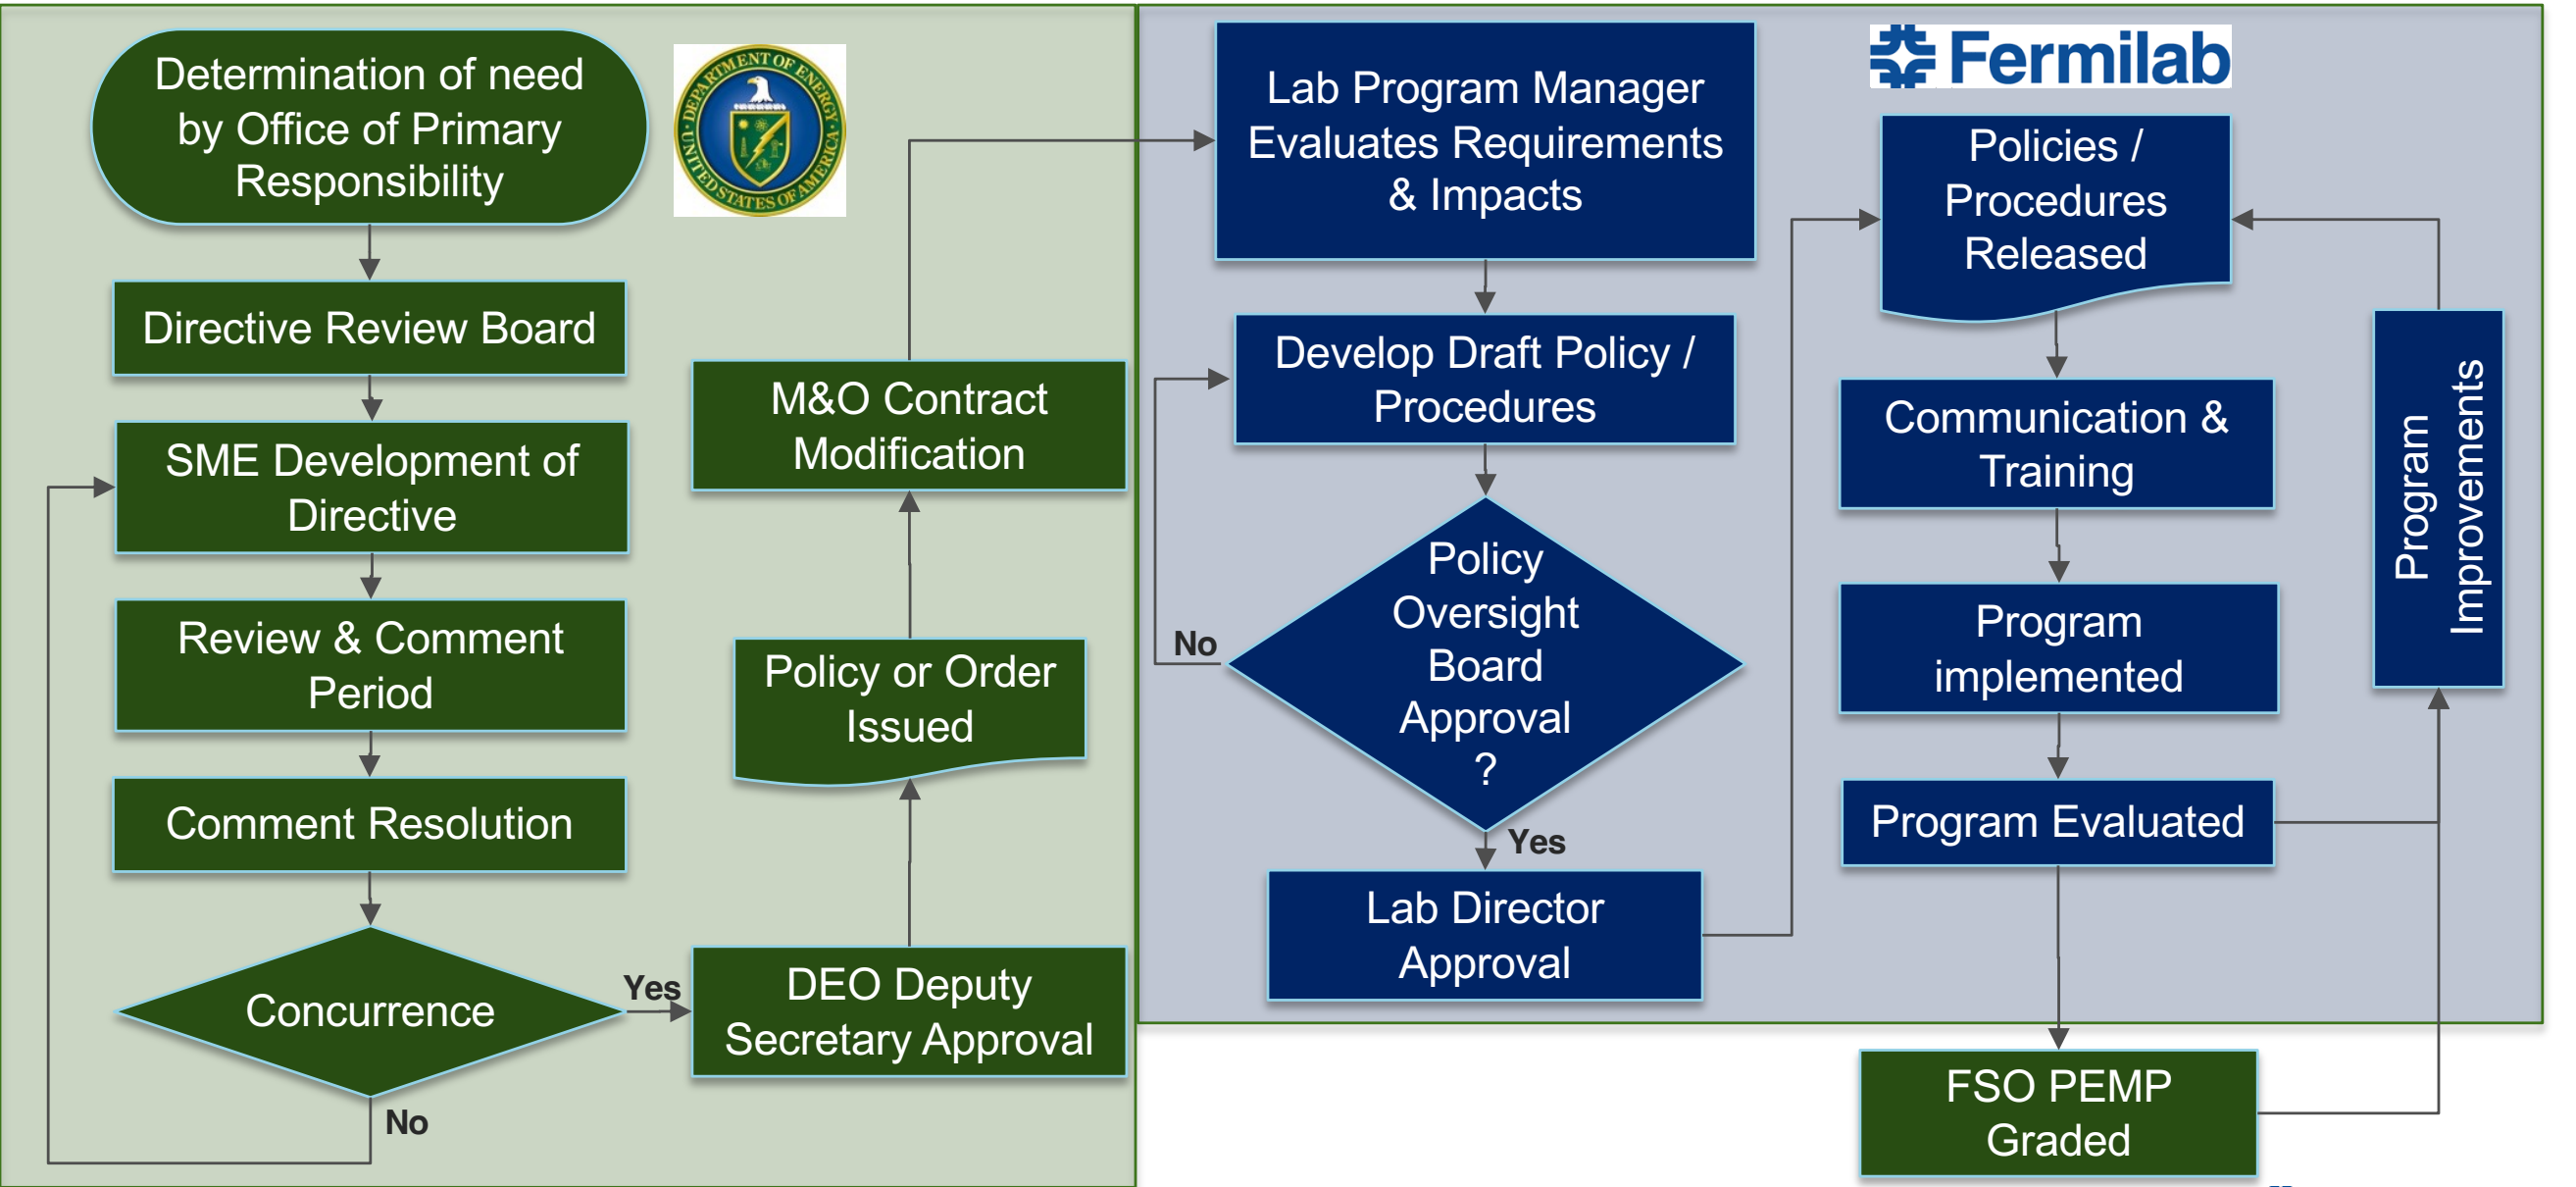 Determination of need
by Office of Primary
Responsibility
DEPARTMENT OF ENERGY
UNITED STATES OF AMERICA
Directive Review Board
SME Development of
Directive
Review & Comment
Period
Comment Resolution
Concurrence
Yes
No
DEO Deputy
Secretary Approval
Policy or Order
Issued
M&O Contract
Modification
Lab Program Manager
Evaluates Requirements
& Impacts
Develop Draft Policy /
Procedures
Policy
Oversight
Board
Approval
?
No
Yes
Lab Director
Approval
Fermilab
Policies /
Procedures
Released
Communication &
Training
Program
implemented
Program Evaluated
FSO PEMP
Graded
Program
Improvements